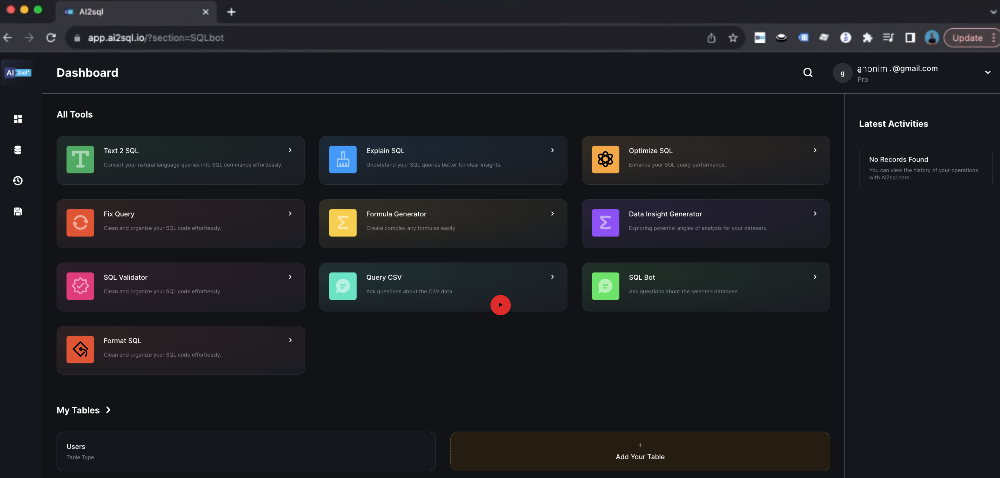 AI2sql
app.ai2sql.io/?section=SQLbot
Update
AI 2sql*
Dashboard
g
anonim @gmail.com
Pro
All Tools
Latest Activities
Text 2 SQL
Convert your natural language queries into SQL commands effortlessly.
Explain SQL
Understand your SQL queries better for clear insights.
Optimize SQL
Enhance your SQL query performance.
No Records Found
You can view the history of your operations
with AI2sql here.
Fix Query
Clean and organize your SQL code effortlessly.
Formula Generator
Create complex any formulas easily
Data Insight Generator
Exploring potential angles of analysis for your datasets.
SQL Validator
Clean and organize your SQL code effortlessly.
Query CSV
Ask questions about the CSV data
SQL Bot
Ask questions about the selected database
Format SQL
Clean and organize your SQL code effortlessly.
My Tables
Users
Table Type
+
Add Your Table